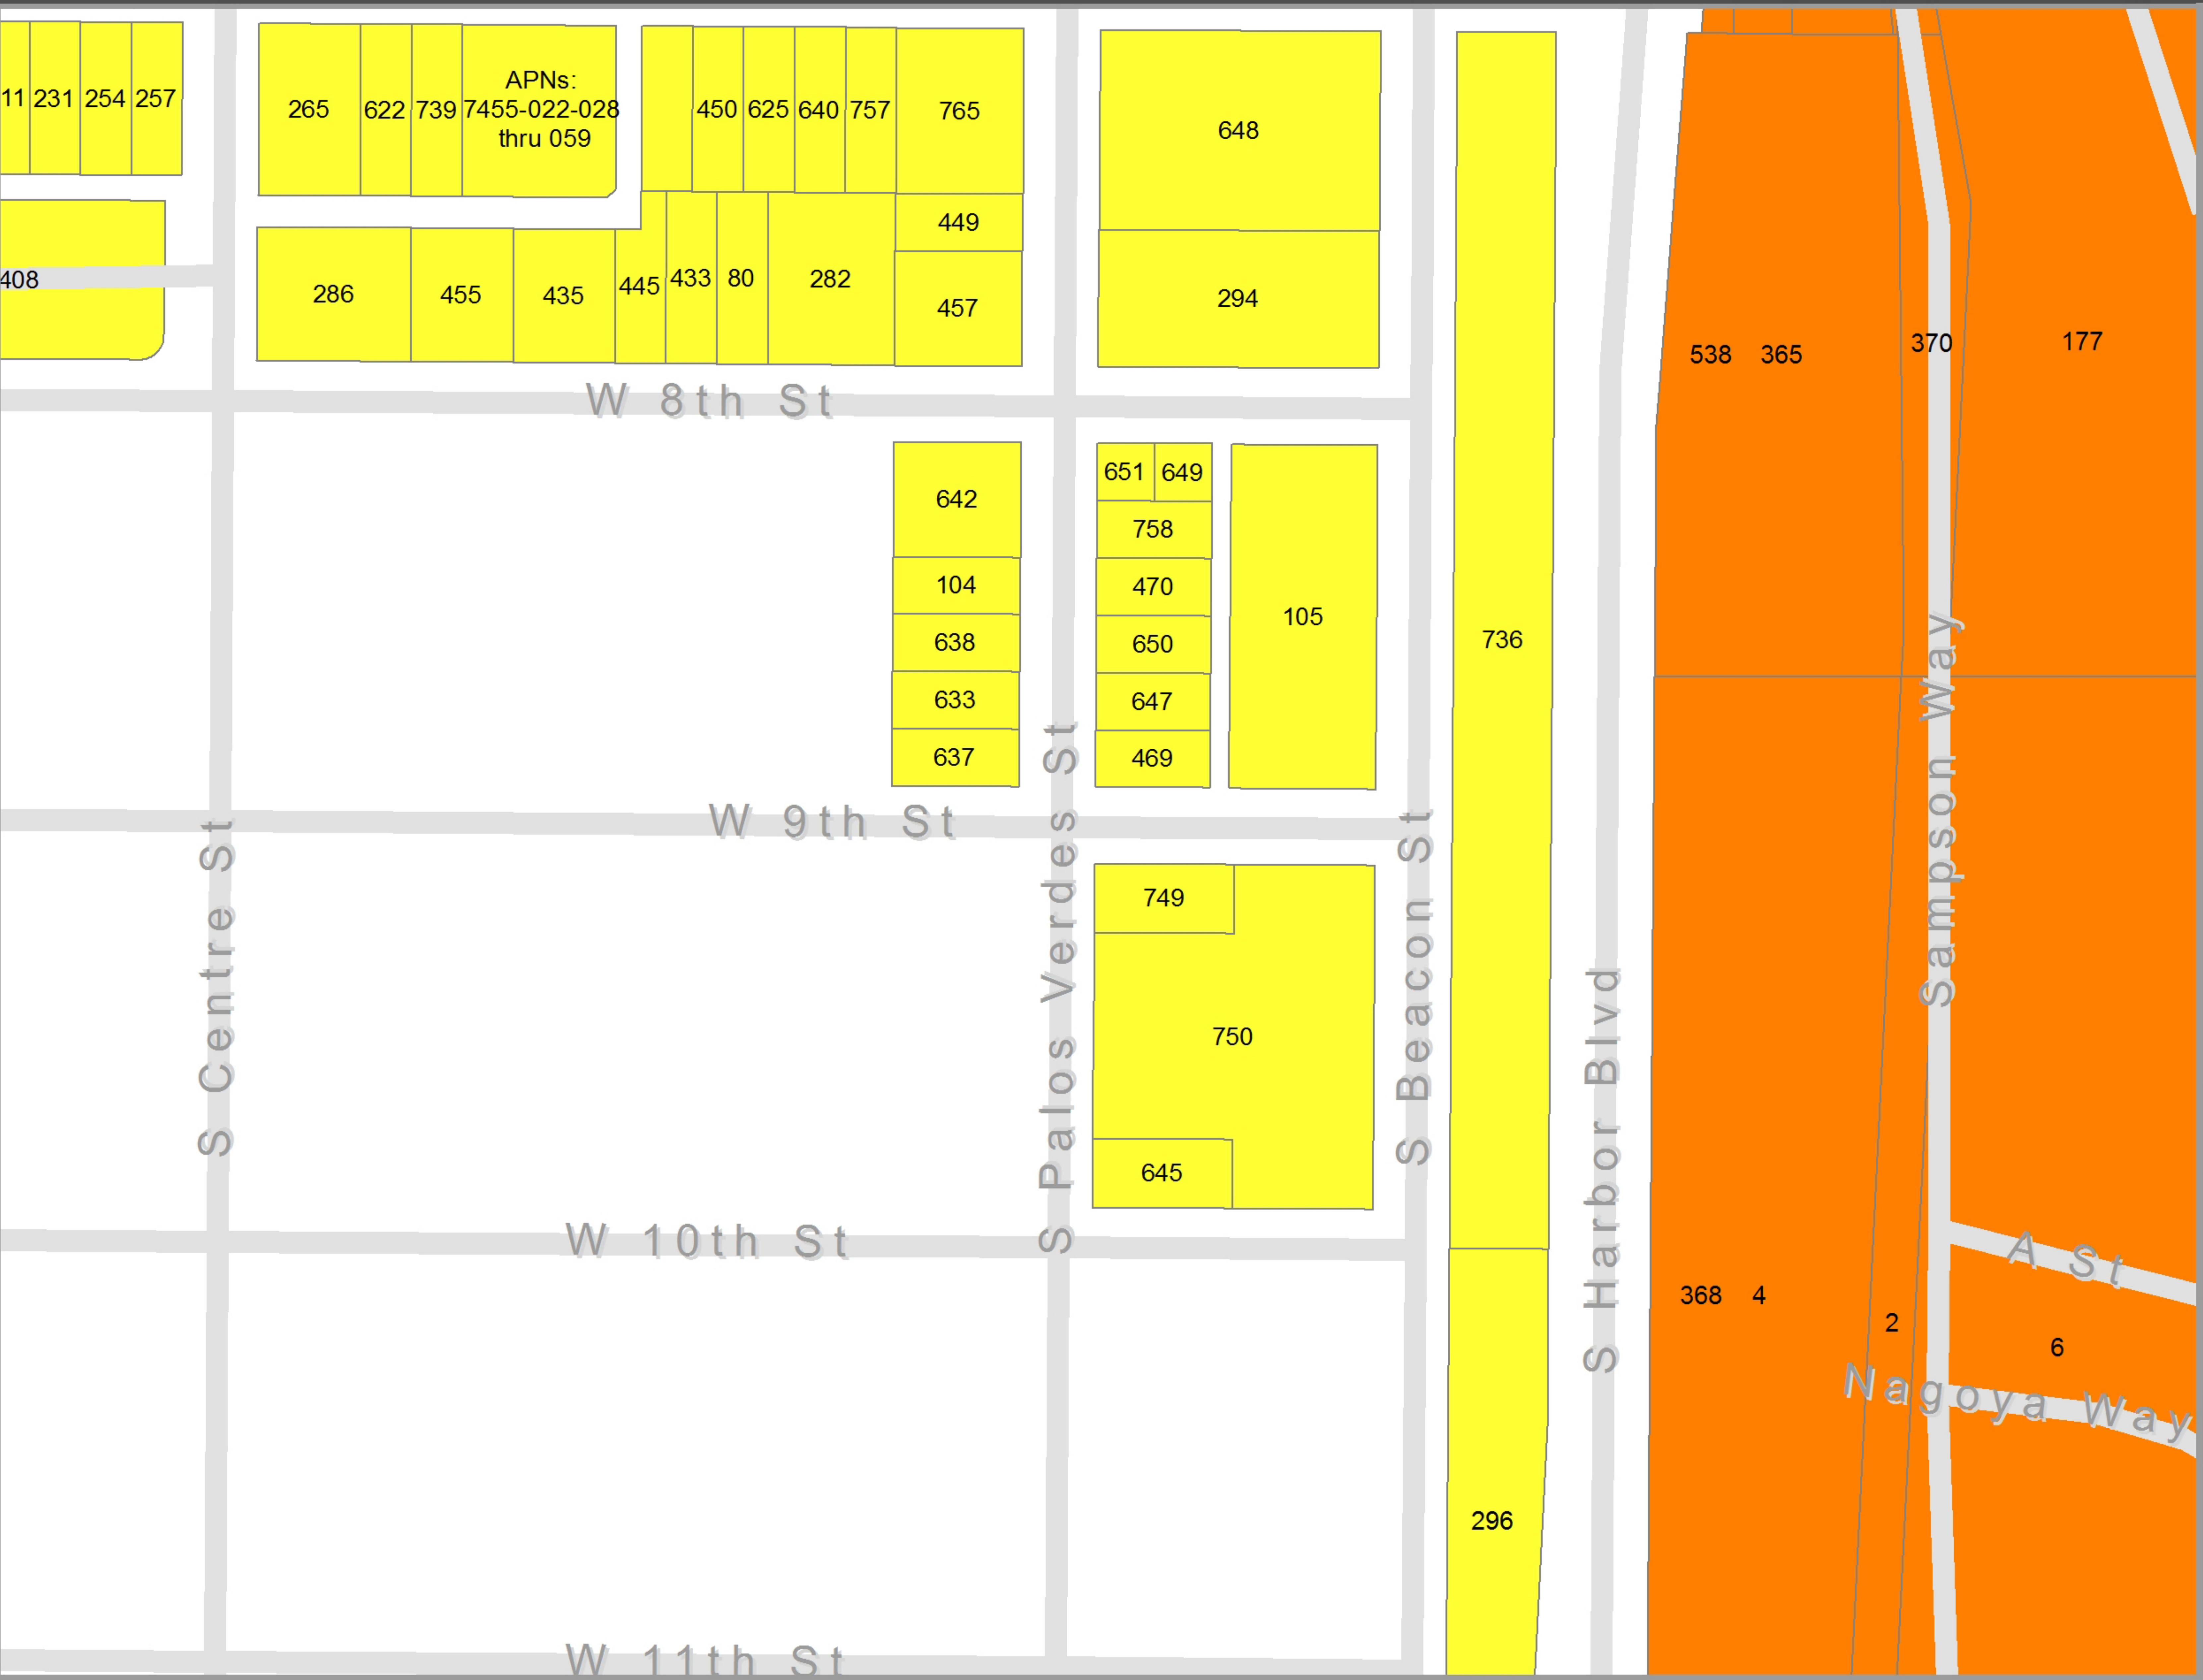 11 231 254 257
265 622 739
APNs:
7455-022-028
thru 059
450 625 640 757 765
648
449
408
286 455 435 445 433 80 282 457
294
538 365 370 177
W 8th St
642
104
638
633
637
651 649
758
470
650
647
469
105
736
W 9th St
749
750
645
S Centre St
S Palos Verdes St
S Beacon St
S Harbor Blvd
Sampson Way
W 10th St
A St
368 4
2
6
Nagoya Way
296
W 11th St